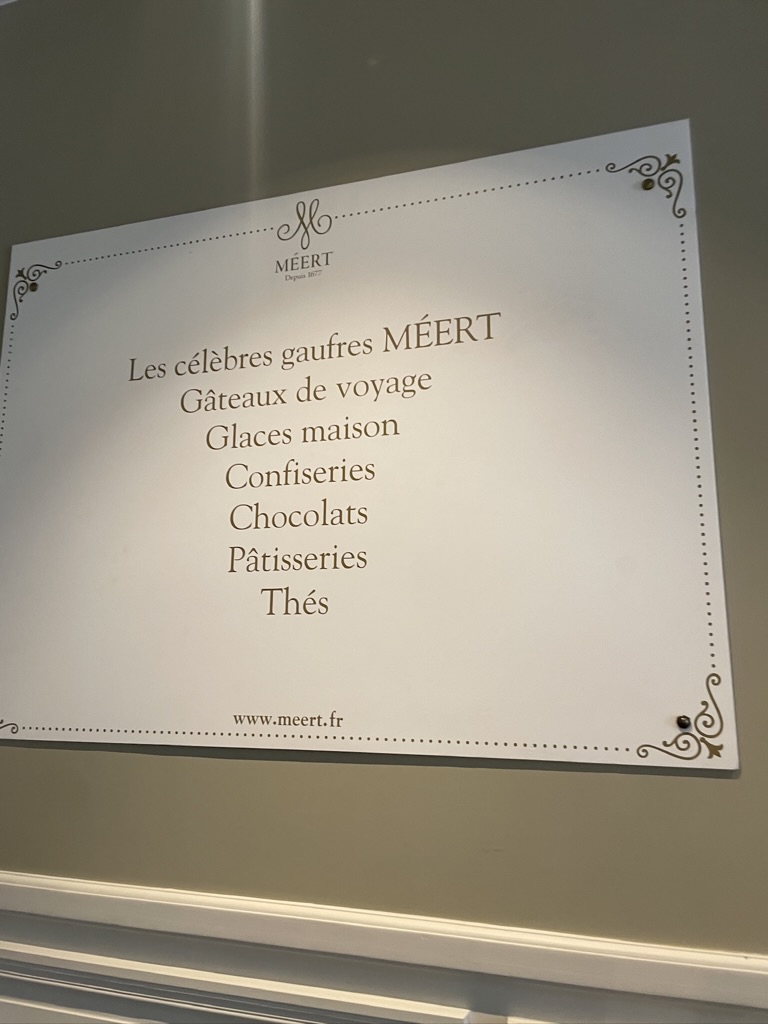 MÉERT
Depuis 1677
Les célèbres gaufres MÉERT
Gâteaux de voyage
Glaces maison
Confiseries
Chocolats
Pâtisseries
Thés
www.meert.fr